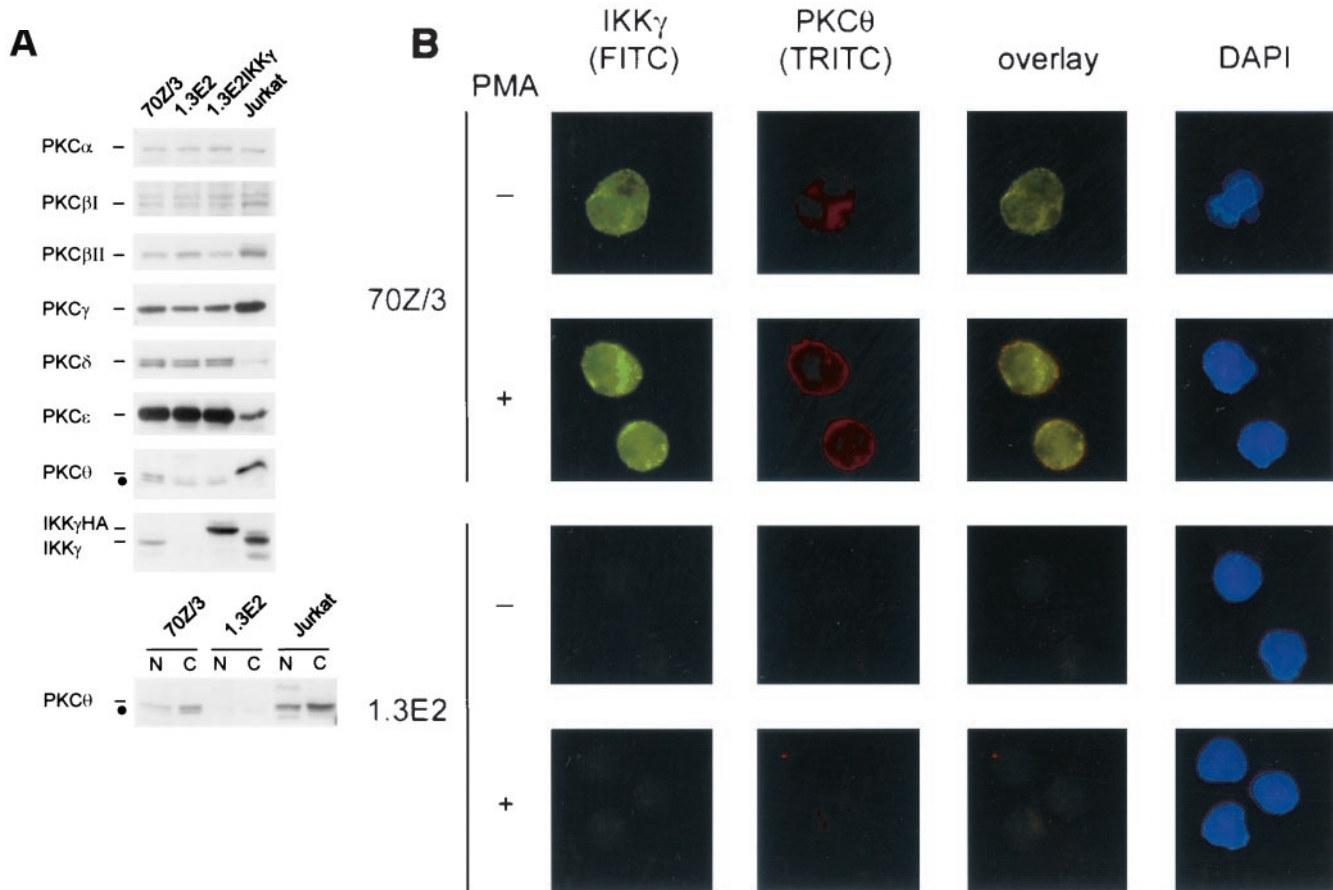 A
70Z/3 1.3E2 1.3E2IKKγ Jurkat
PKCα –
PKCβI –
PKCβII –
PKCγ –
PKCδ –
PKCε –
PKCθ –
●
IKKγHA –
IKKγ –
70Z/3 1.3E2 Jurkat
N C N C N C
PKCθ –
●
B
IKKγ PKCθ
(FITC) (TRITC) overlay DAPI
PMA
–
70Z/3
+
–
1.3E2
+